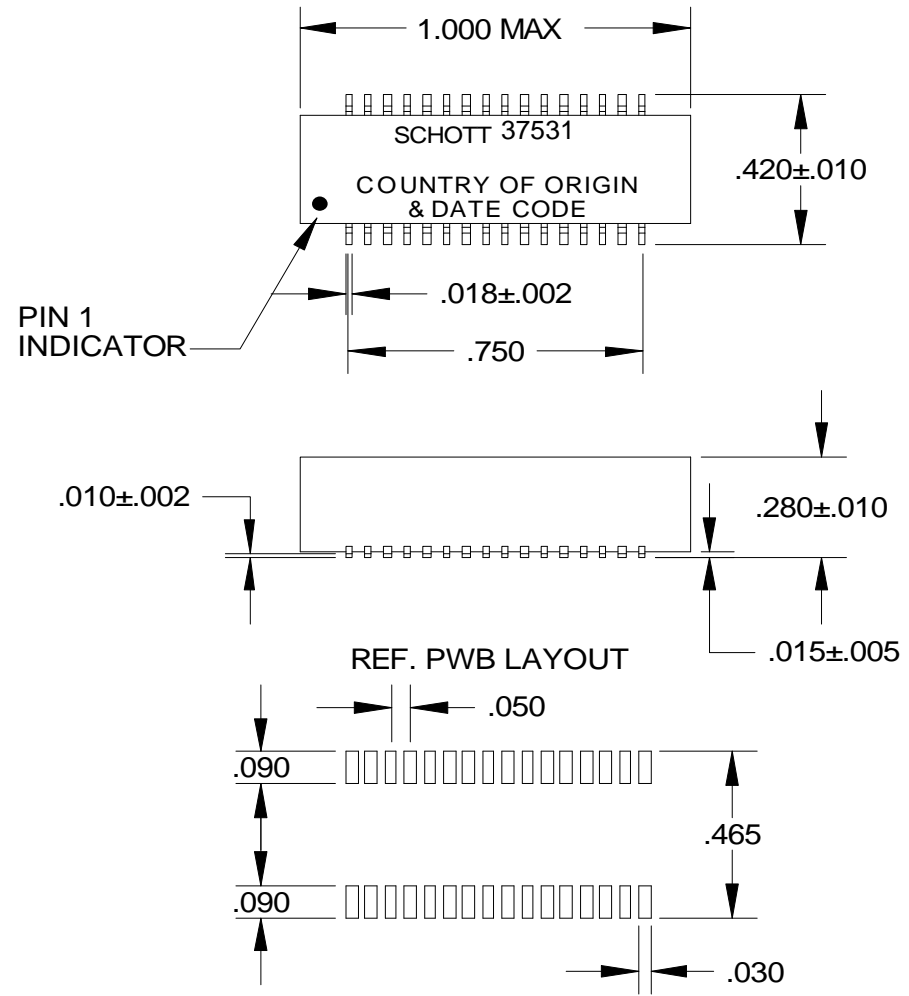 1.000 MAX
SCHOTT 37531
.420±.010
COUNTRY OF ORIGIN
& DATE CODE
.018±.002
PIN 1
INDICATOR
.750
.010±.002
.280±.010
.015±.005
REF. PWB LAYOUT
.050
.090
.465
.090
.030